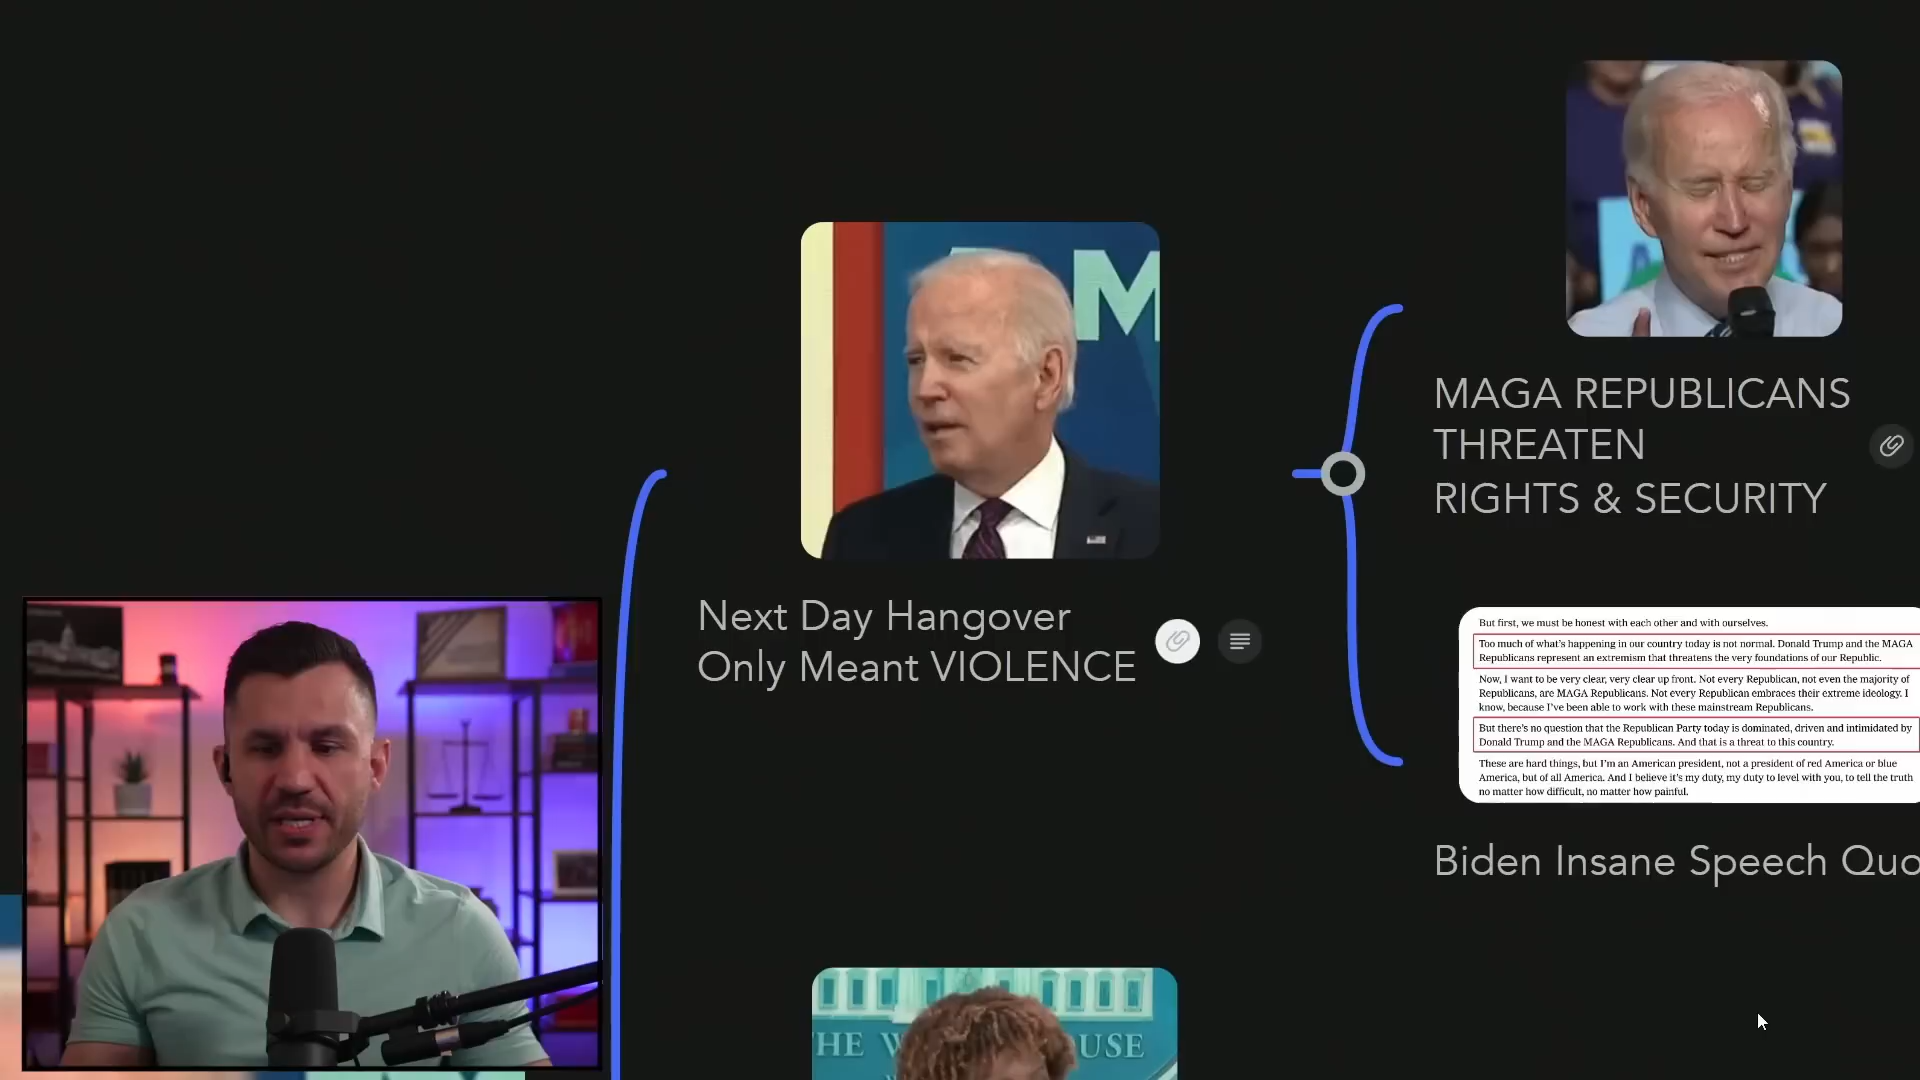 M
MAGA REPUBLICANS
THREATEN
RIGHTS & SECURITY
Next Day Hangover
Only Meant VIOLENCE
But first, we must be honest with each other and with ourselves.
Too much of what's happening in our country today is not normal. Donald Trump and the MAGA
Republicans represent an extremism that threatens the very foundations of our Republic.
Now, I want to be very clear, very clear up front. Not every Republican, not even the majority of
Republicans, are MAGA Republicans. Not every Republican embraces their extreme ideology. I
know, because I've been able to work with these mainstream Republicans.
But there's no question that the Republican Party today is dominated, driven and intimidated by
Donald Trump and the MAGA Republicans. And that is a threat to this country.
These are hard things, but I'm an American president, not a president of red America or blue
America, but of all America. And I believe it's my duty, my duty to level with you, to tell the truth
no matter how difficult, no matter how painful.
Biden Insane Speech Quo
HE W OUSE